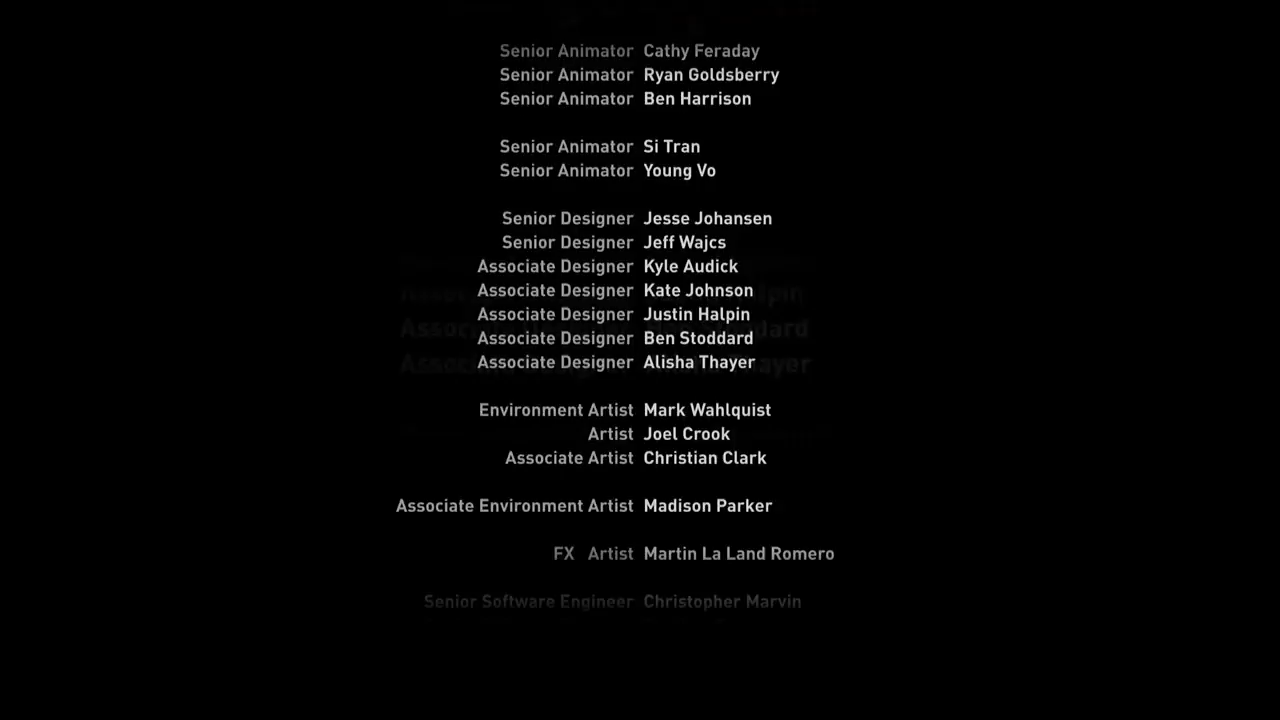 Senior Animator Cathy Feraday
Senior Animator Ryan Goldsberry
Senior Animator Ben Harrison
Senior Animator Si Tran
Senior Animator Young Vo
Senior Designer Jesse Johansen
Senior Designer Jeff Wajcs
Associate Designer Kyle Audick
Associate Designer Kate Johnson
Associate Designer Justin Halpin
Associate Designer Ben Stoddard
Associate Designer Alisha Thayer
Environment Artist Mark Wahlquist
Artist Joel Crook
Associate Artist Christian Clark
Associate Environment Artist Madison Parker
FX Artist Martin La Land Romero
Senior Software Engineer Christopher Marvin